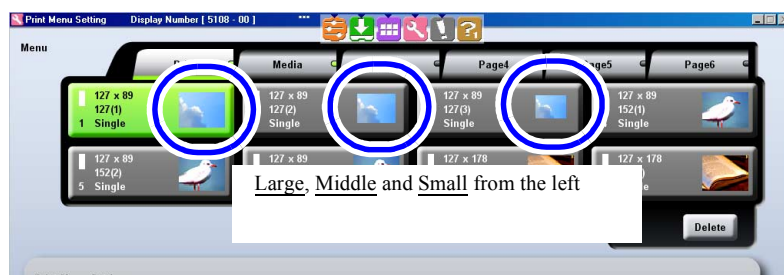 Print Menu Setting Display Number [ 5108 - 00 ]
Menu
Media Page4 Page5 Page6
127 x 89
127(1)
1 Single
127 x 89
127(2)
Single
127 x 89
127(3)
Single
127 x 89
152(1)
Single
127 x 89
152(2)
5 Single
127 x 89
127 x 178
127 x 178
Large, Middle and Small from the left
Delete